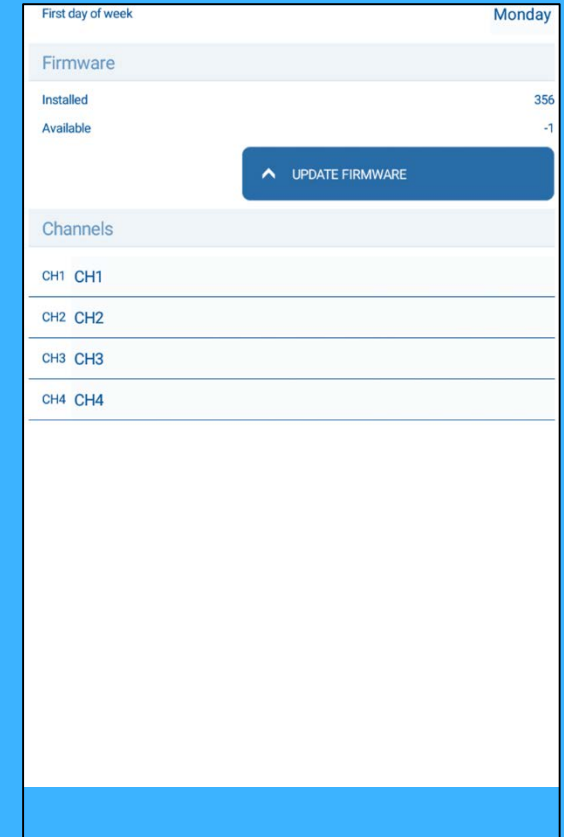 First day of week Monday
Firmware
Installed 356
Available -1
UPDATE FIRMWARE
Channels
CH1 CH1
CH2 CH2
CH3 CH3
CH4 CH4